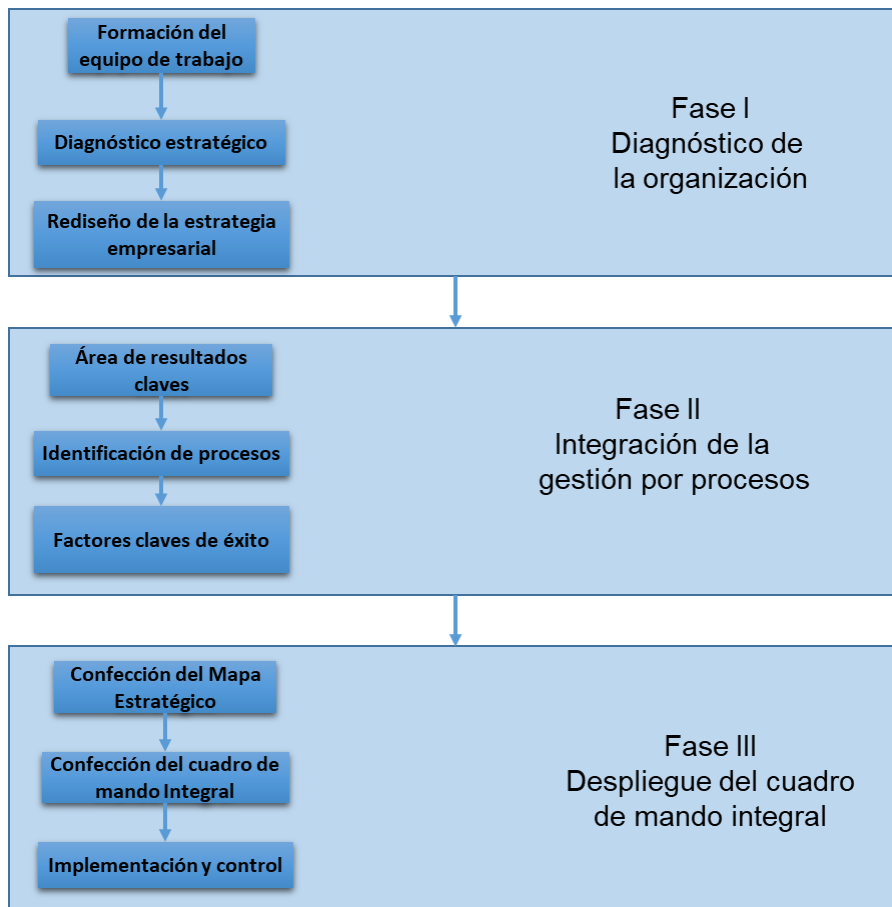 Formación del
equipo de trabajo
Diagnóstico estratégico
Rediseño de la estrategia
empresarial
Fase I
Diagnóstico de
la organización
Área de resultados
claves
Identificación de procesos
Factores claves de éxito
Fase II
Integración de la
gestión por procesos
Confección del Mapa
Estratégico
Confección del cuadro de
mando Integral
Implementación y control
Fase III
Despliegue del cuadro
de mando integral